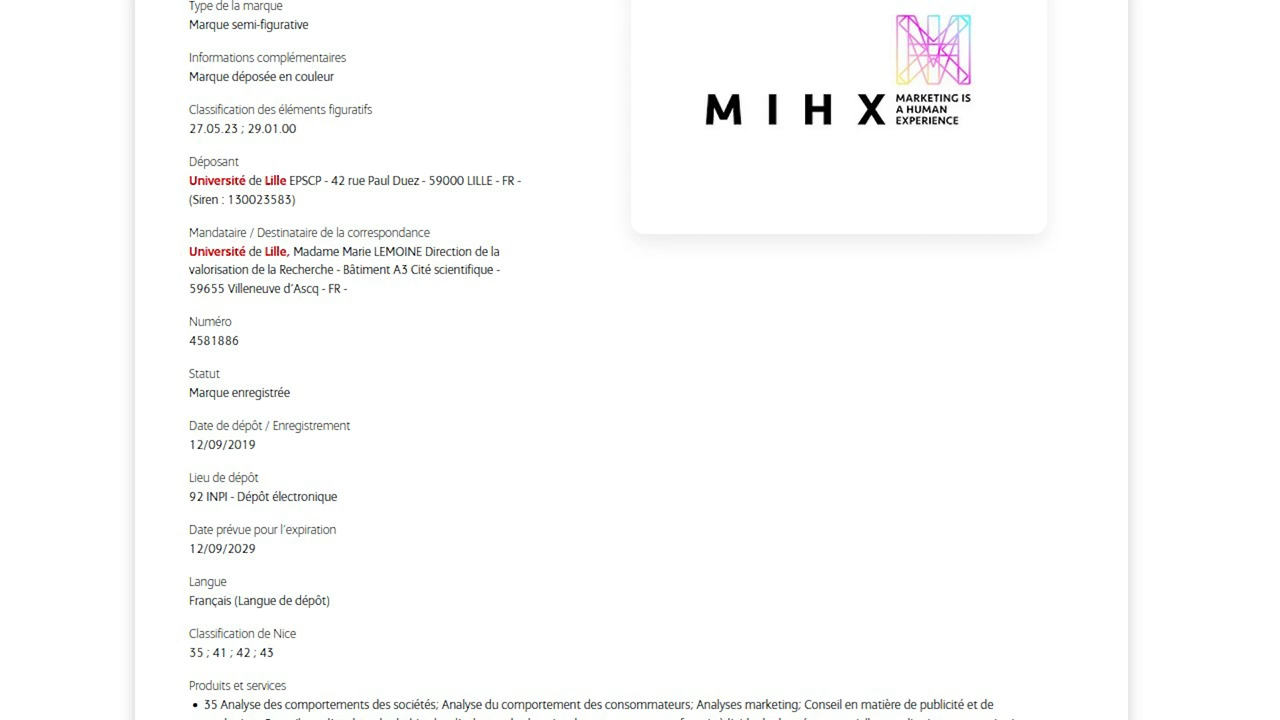 Type de la marque
Marque semi-figurative
Informations complémentaires
Marque déposée en couleur
Classification des éléments figuratifs
27.05.23 ; 29.01.00
Déposant
Université de Lille EPSCP - 42 rue Paul Duez - 59000 LILLE - FR -
(Siren : 130023583)
Mandataire / Destinataire de la correspondance
Université de Lille, Madame Marie LEMOINE Direction de la
valorisation de la Recherche - Bâtiment A3 Cité scientifique -
59655 Villeneuve d'Ascq - FR -
Numéro
4581886
Statut
Marque enregistrée
Date de dépôt / Enregistrement
12/09/2019
Lieu de dépôt
92 INPI - Dépôt électronique
Date prévue pour l'expiration
12/09/2029
Langue
Français (Langue de dépôt)
Classification de Nice
35 ; 41 ; 42 ; 43
Produits et services
• 35 Analyse des comportements des sociétés; Analyse du comportement des consommateurs; Analyses marketing; Conseil en matière de publicité et de
MIHX
MARKETING IS
A HUMAN
EXPERIENCE